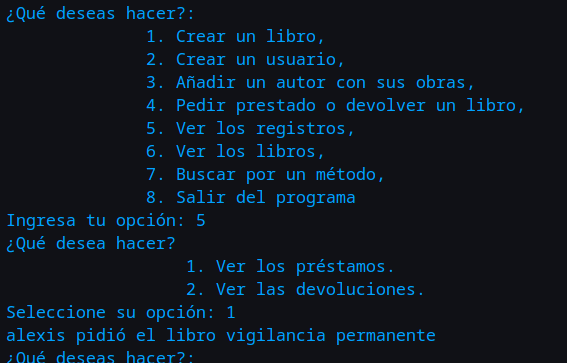 ¿Qué deseas hacer?:
1. Crear un libro,
2. Crear un usuario,
3. Añadir un autor con sus obras,
4. Pedir prestado o devolver un libro,
5. Ver los registros,
6. Ver los libros,
7. Buscar por un método,
8. Salir del programa
Ingresa tu opción: 5
¿Qué desea hacer?
1. Ver los préstamos.
2. Ver las devoluciones.
Seleccione su opción: 1
alexis pidió el libro vigilancia permanente
¿Qué deseas hacer?: